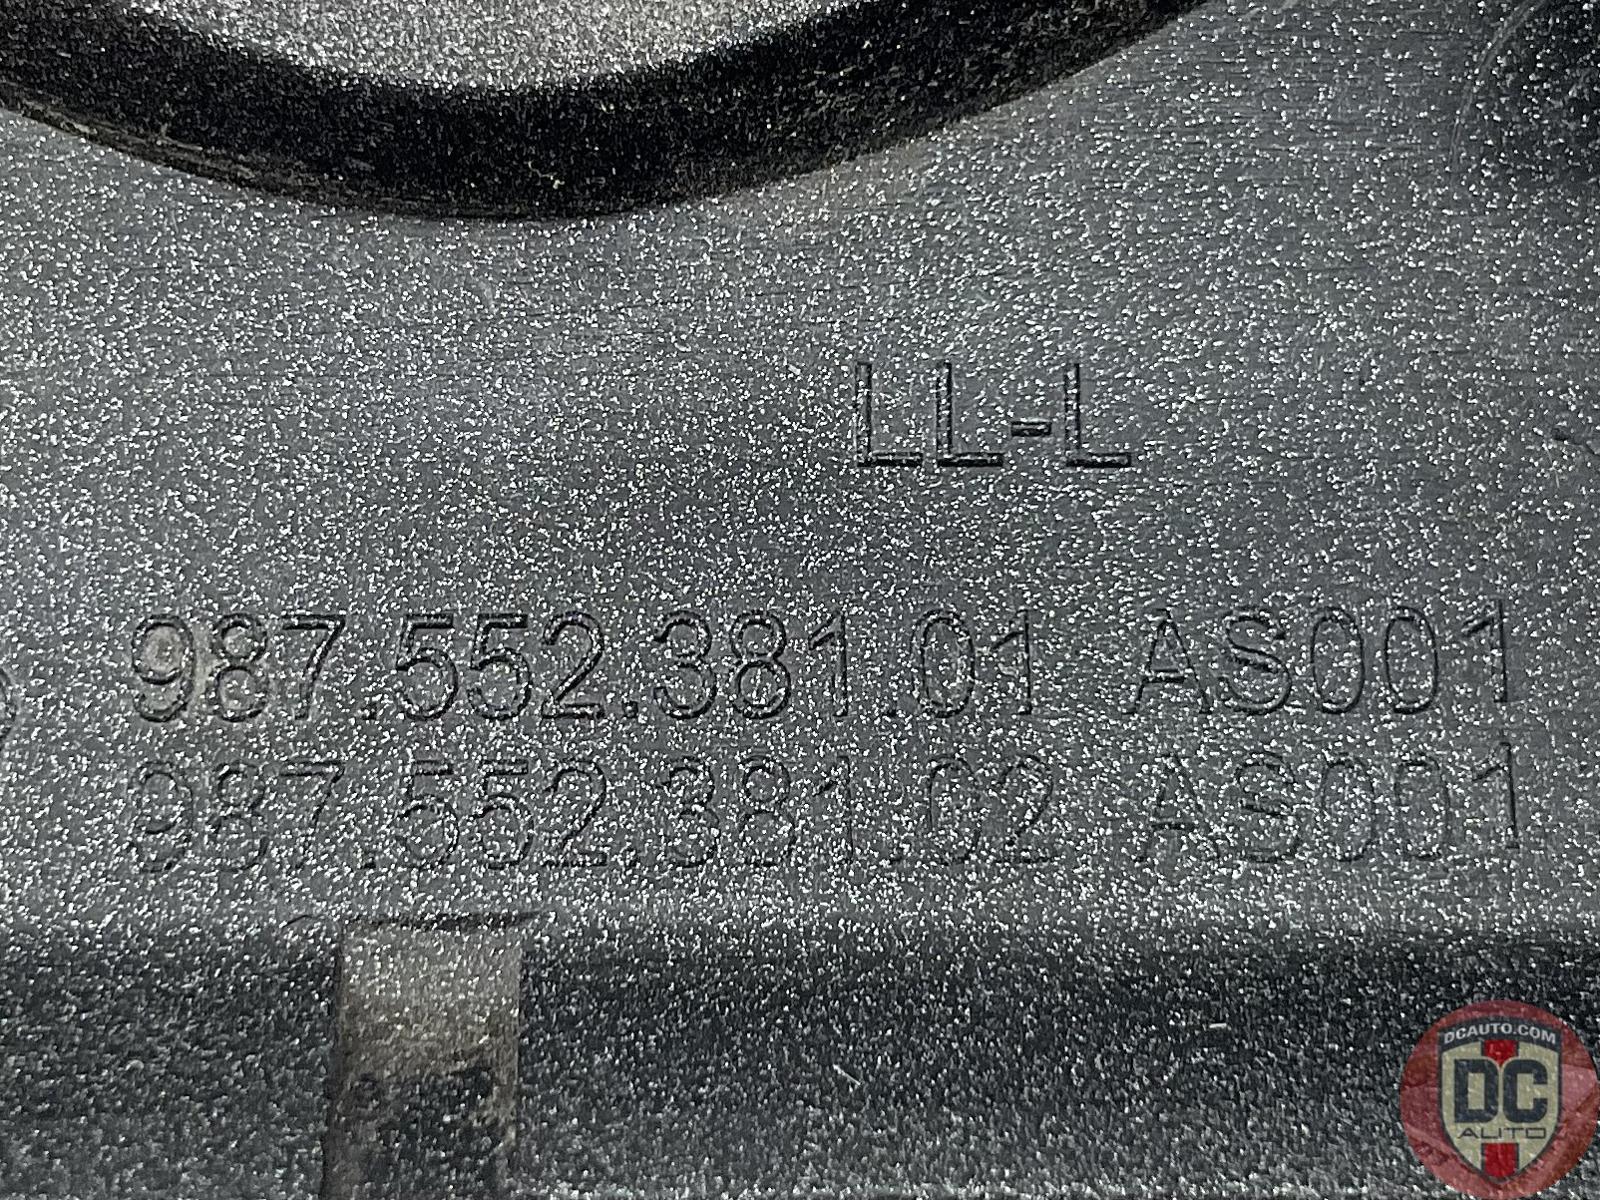 LL-L
987.552.381.01 AS001
987.552.381.02 AS001
DCAUTO.COM
DC
AUTO